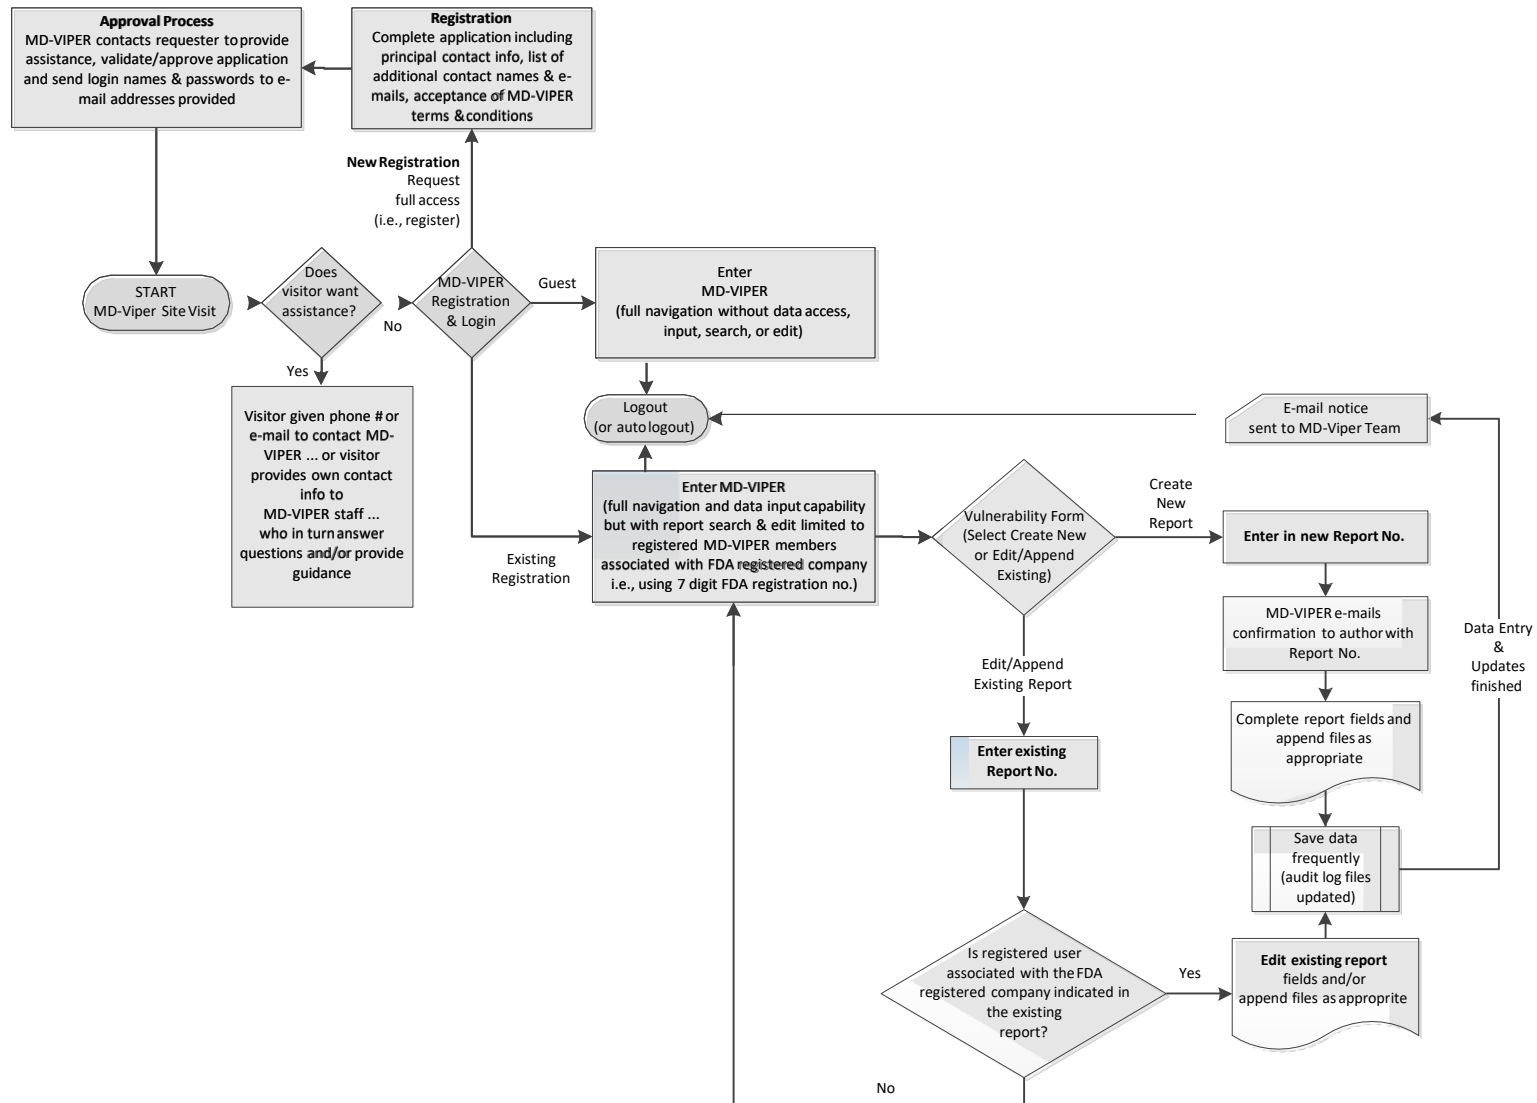 Approval Process
MD-VIPER contacts requester to provide
assistance, validate/approve application
and send login names & passwords to e-
mail addresses provided
Registration
Complete application including
principal contact info, list of
additional contact names & e-
mails, acceptance of MD-VIPER
terms & conditions
New Registration
Request
full access
(i.e., register)
START
MD-Viper Site Visit
Does
visitor want
assistance?
No
Yes
MD-VIPER
Registration
& Login
Guest
Enter
MD-VIPER
(full navigation without data access,
input, search, or edit)
Visitor given phone # or
e-mail to contact MD-
VIPER ... or visitor
provides own contact
info to
MD-VIPER staff ...
who in turn answer
questions and/or provide
guidance
Logout
(or auto logout)
E-mail notice
sent to MD-Viper Team
Existing
Registration
Enter MD-VIPER
(full navigation and data input capability
but with report search & edit limited to
registered MD-VIPER members
associated with FDA registered company
i.e., using 7 digit FDA registration no.)
Vulnerability Form
(Select Create New
or Edit/Append
Existing)
Create
New
Report
Enter in new Report No.
MD-VIPER e-mails
confirmation to author with
Report No.
Data Entry
&
Updates
finished
Edit/Append
Existing Report
Complete report fields and
append files as
appropriate
Enter existing
Report No.
Save data
frequently
(audit log files
updated)
Is registered user
associated with the FDA
registered company indicated in
the existing
report?
Yes
Edit existing report
fields and/or
append files as approprite
No